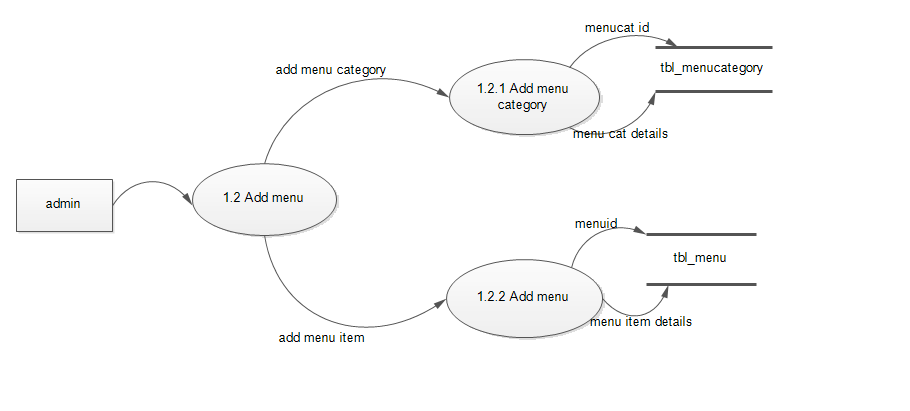 menucat id
add menu category
tbl_menucategory
1.2.1 Add menu
category
menu cat details
admin
1.2 Add menu
menuid
tbl_menu
1.2.2 Add menu
menu item details
add menu item